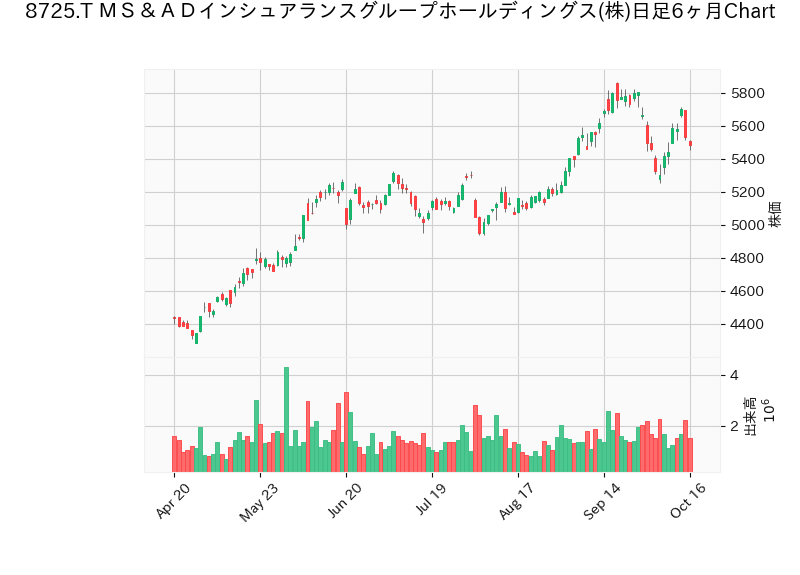 8725.T ＭＳ＆ＡＤインシュアランスグループホールディングス(株)日足6ヶ月Chart
5800
5600
5400
5200
5000
4800
4600
4400
株価
4
2
出来高
10⁶
Apr 20
May 23
Jun 20
Jul 19
Aug 17
Sep 14
Oct 16